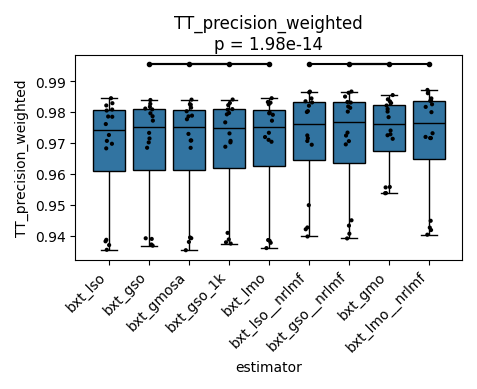 TT_precision_weighted
p = 1.98e-14
TT_precision_weighted
0.99
0.98
0.97
0.96
0.95
0.94
bxt_lso
bxt_gso
bxt_gmosa
bxt_gso_1k
bxt_lmo
bxt_lso__nrlmf
bxt_gso__nrlmf
bxt_gmo
bxt_lmo__nrlmf
estimator